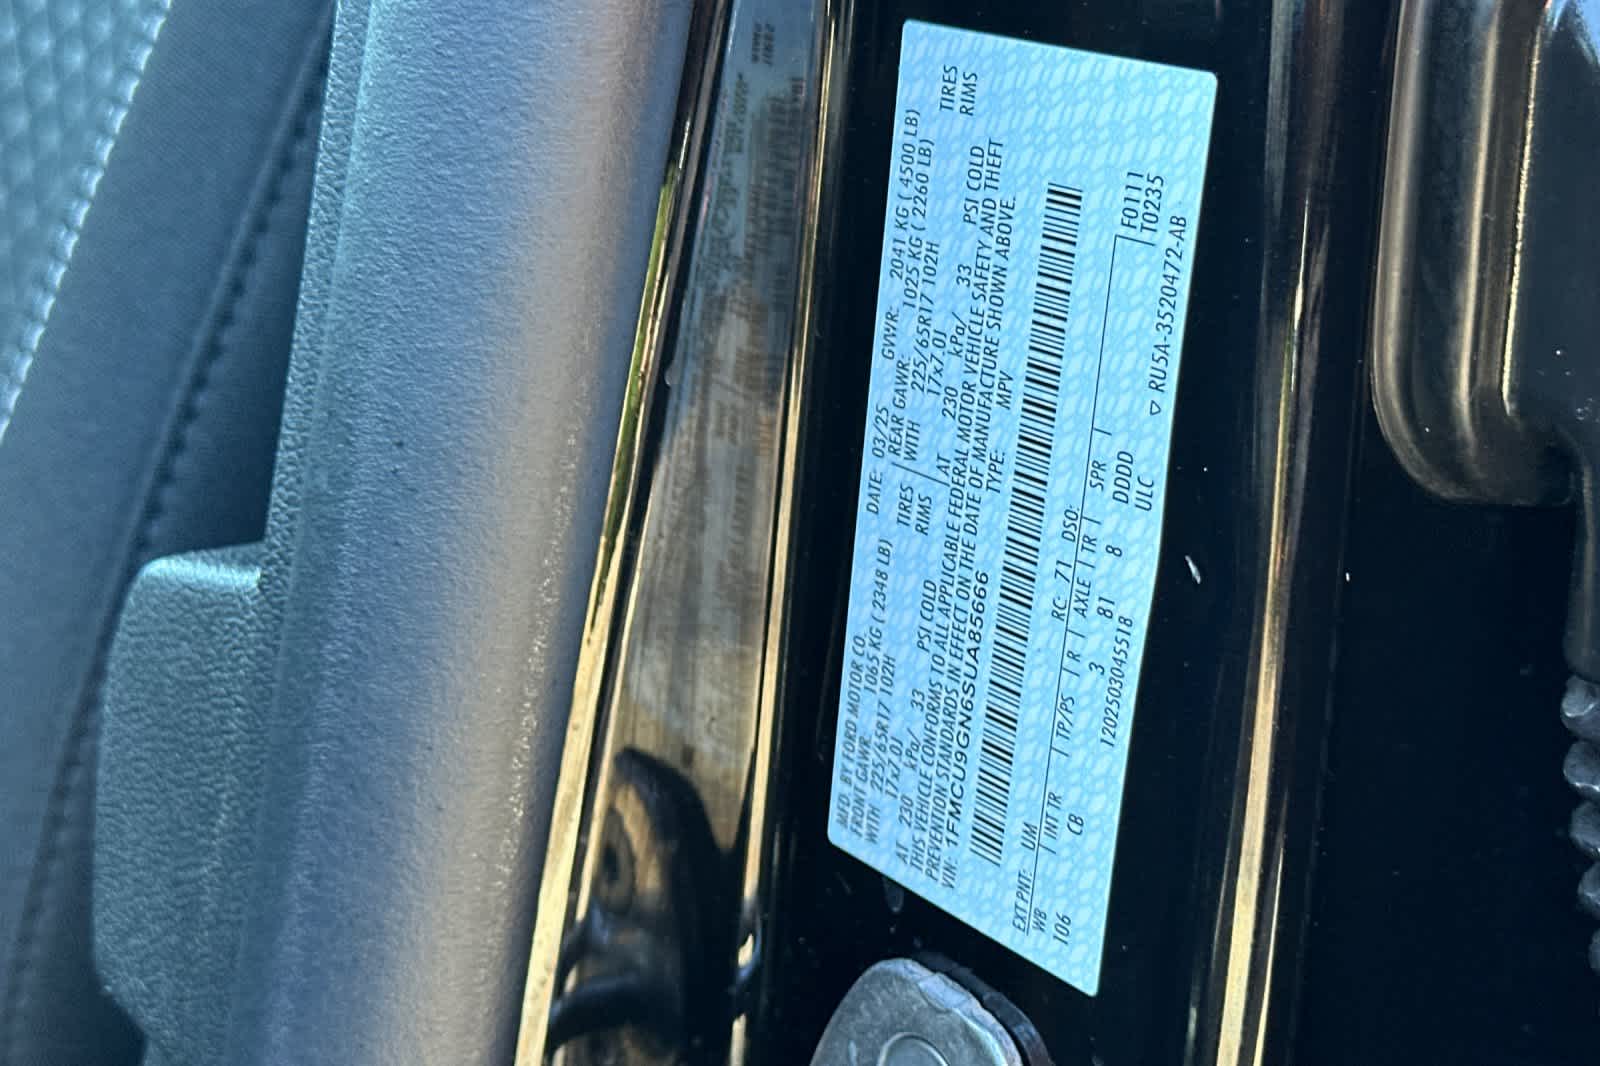 MFD. BY FORD MOTOR CO.
DATE: 03/25 GVWR: 2041 KG ( 4500 LB)
FRONT GAWR: 1065 KG ( 2348 LB)
REAR GAWR: 1025 KG ( 2260 LB)
WITH 225/65R17 102H TIRES
WITH 225/65R17 102H TIRES
17x7.0J RIMS
17x7.0J RIMS
AT 230 kPa/ 33 PSI COLD
AT 230 kPa/ 33 PSI COLD
THIS VEHICLE CONFORMS TO ALL APPLICABLE FEDERAL MOTOR VEHICLE SAFETY AND THEFT
PREVENTION STANDARDS IN EFFECT ON THE DATE OF MANUFACTURE SHOWN ABOVE.
VIN: 1FMCU9GN6SUA85666 TYPE: MPV
EXT PNT: UM RC: 71 DSO:
WB INT TR TP/PS R AXLE TR SPR F0111
106 CB 3 81 8 DDDD T0235
1202503045518 ULC
▽ RU5A-3520472-AB